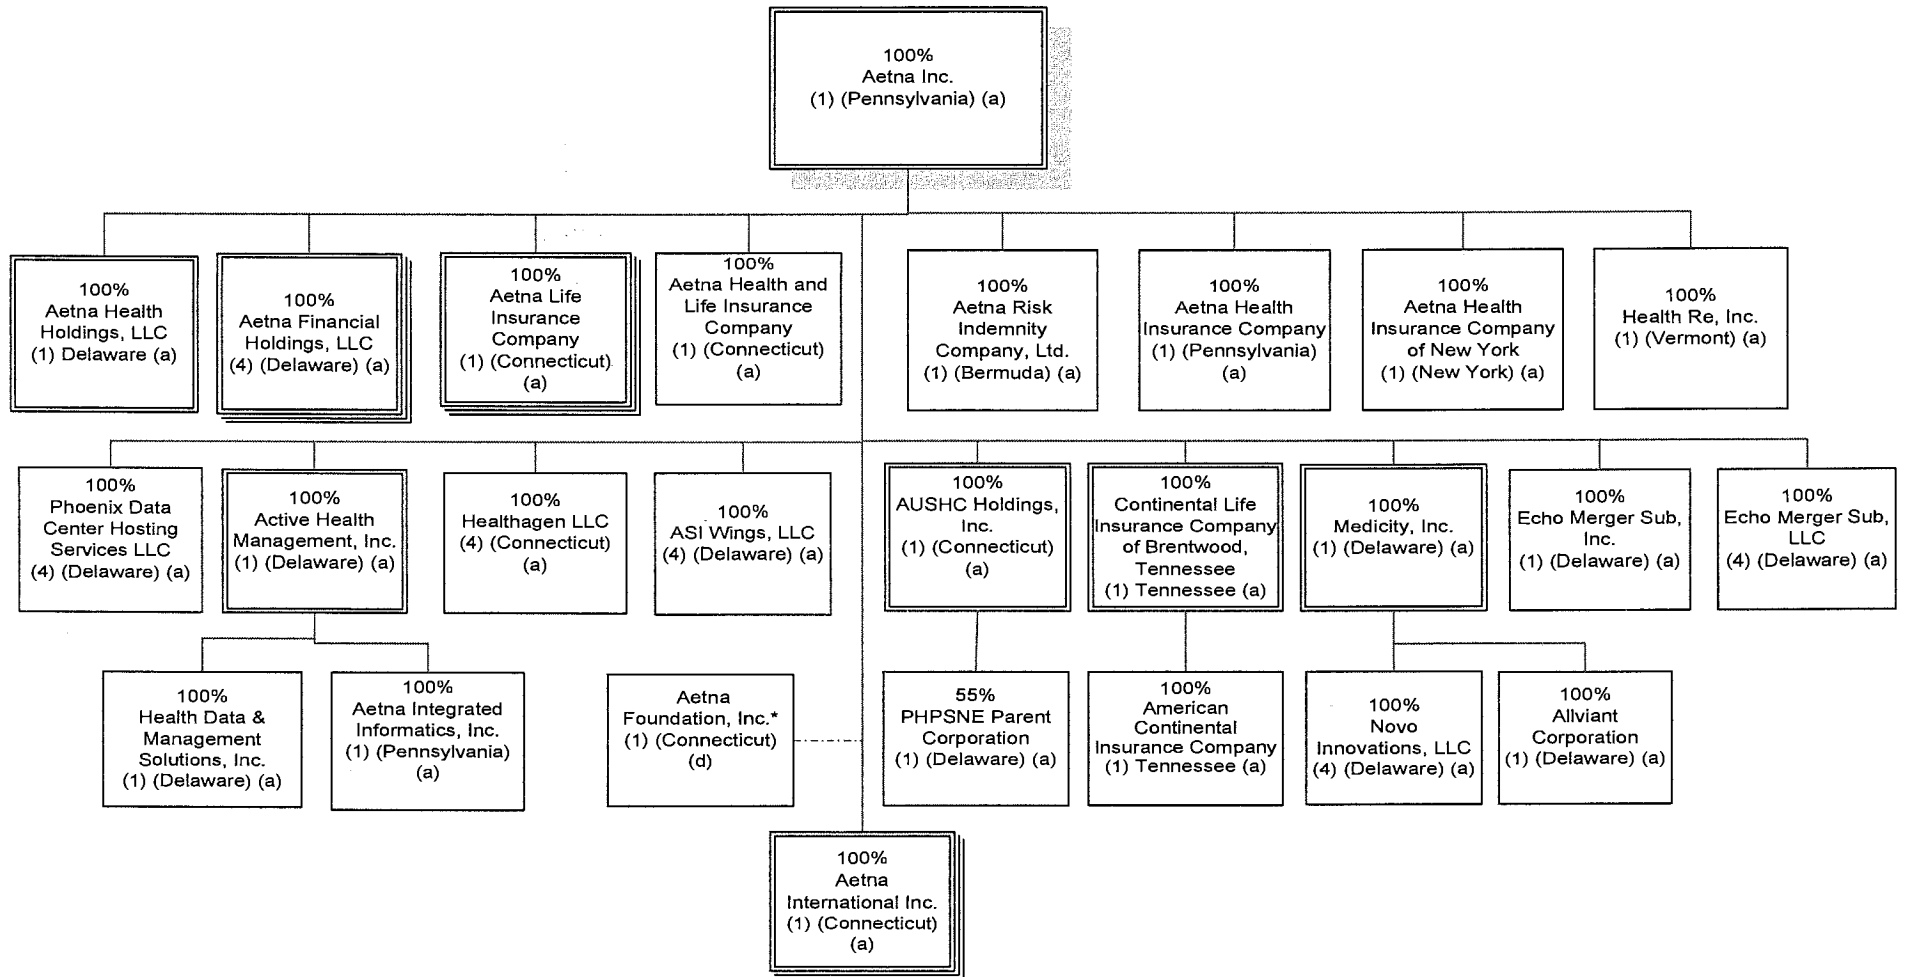 100%
Aetna Inc.
(1) (Pennsylvania) (a)
100%
Aetna Health
Holdings, LLC
(1) Delaware (a)
100%
Aetna Financial
Holdings, LLC
(4) (Delaware) (a)
100%
Aetna Life
Insurance
Company
(1) (Connecticut)
(a)
100%
Aetna Health and
Life Insurance
Company
(1) (Connecticut)
(a)
100%
Aetna Risk
Indemnity
Company, Ltd.
(1) (Bermuda) (a)
100%
Aetna Health
Insurance Company
(1) (Pennsylvania)
(a)
100%
Aetna Health
Insurance Company
of New York
(1) (New York) (a)
100%
Health Re, Inc.
(1) (Vermont) (a)
100%
Phoenix Data
Center Hosting
Services LLC
(4) (Delaware) (a)
100%
Active Health
Management, Inc.
(1) (Delaware) (a)
100%
Healthagen LLC
(4) (Connecticut)
(a)
100%
ASI Wings, LLC
(4) (Delaware) (a)
100%
AUSHC Holdings,
Inc.
(1) (Connecticut)
(a)
100%
Continental Life
Insurance Company
of Brentwood,
Tennessee
(1) Tennessee (a)
100%
Medicity, Inc.
(1) (Delaware) (a)
100%
Echo Merger Sub,
Inc.
(1) (Delaware) (a)
100%
Echo Merger Sub,
LLC
(4) (Delaware) (a)
100%
Health Data &
Management
Solutions, Inc.
(1) (Delaware) (a)
100%
Aetna Integrated
Informatics, Inc.
(1) (Pennsylvania)
(a)
Aetna
Foundation, Inc.*
(1) (Connecticut)
(d)
55%
PHPSNE Parent
Corporation
(1) (Delaware) (a)
100%
American
Continental
Insurance Company
(1) Tennessee (a)
100%
Novo
Innovations, LLC
(4) (Delaware) (a)
100%
Allviant
Corporation
(1) (Delaware) (a)
100%
Aetna
International Inc.
(1) (Connecticut)
(a)